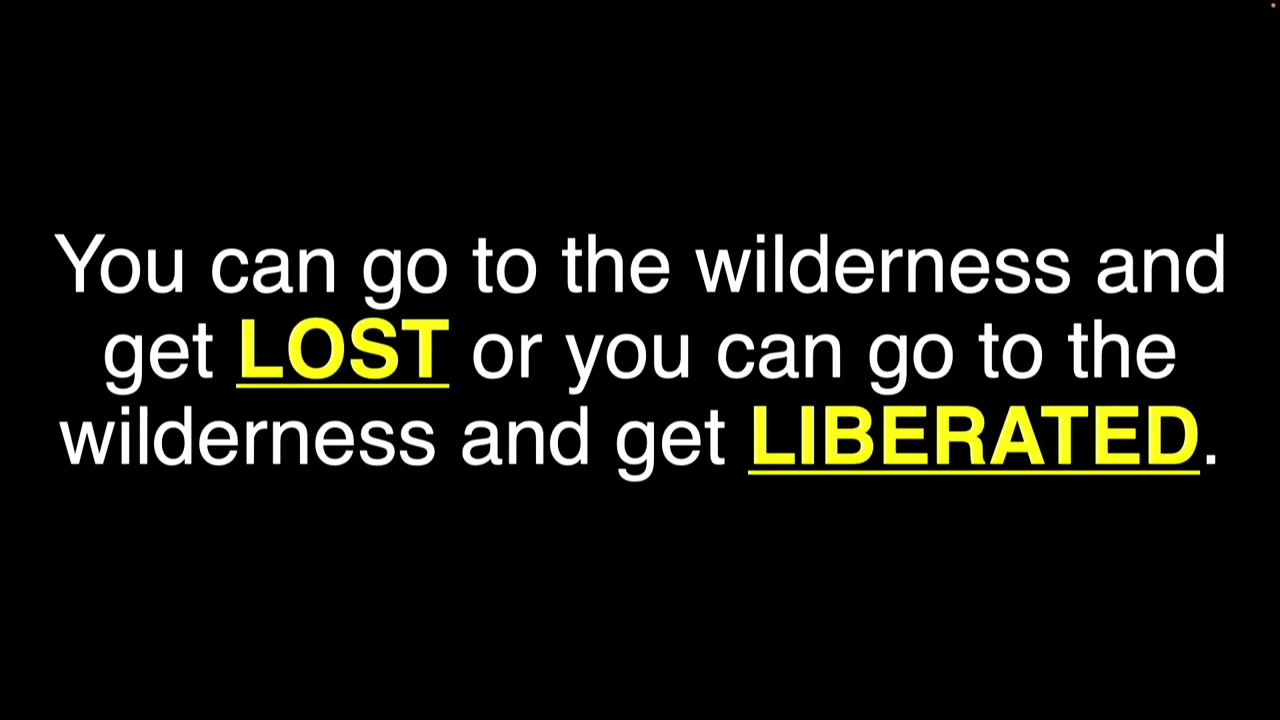 You can go to the wilderness and
get LOST or you can go to the
wilderness and get LIBERATED.